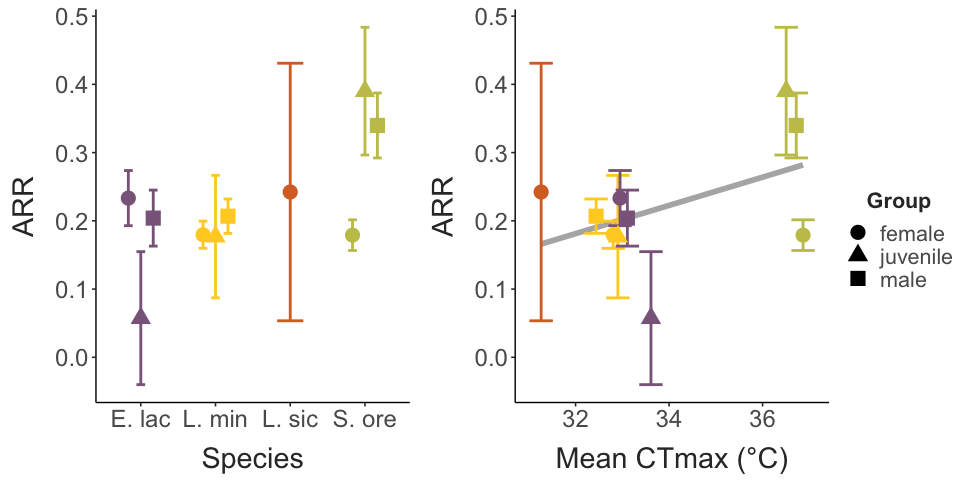 0.5
0.4
0.3
0.2
0.1
0.0
ARR
E. lac L. min L. sic S. ore
Species
0.5
0.4
0.3
0.2
0.1
0.0
ARR
32 34 36
Mean CTmax (°C)
Group
female
juvenile
male